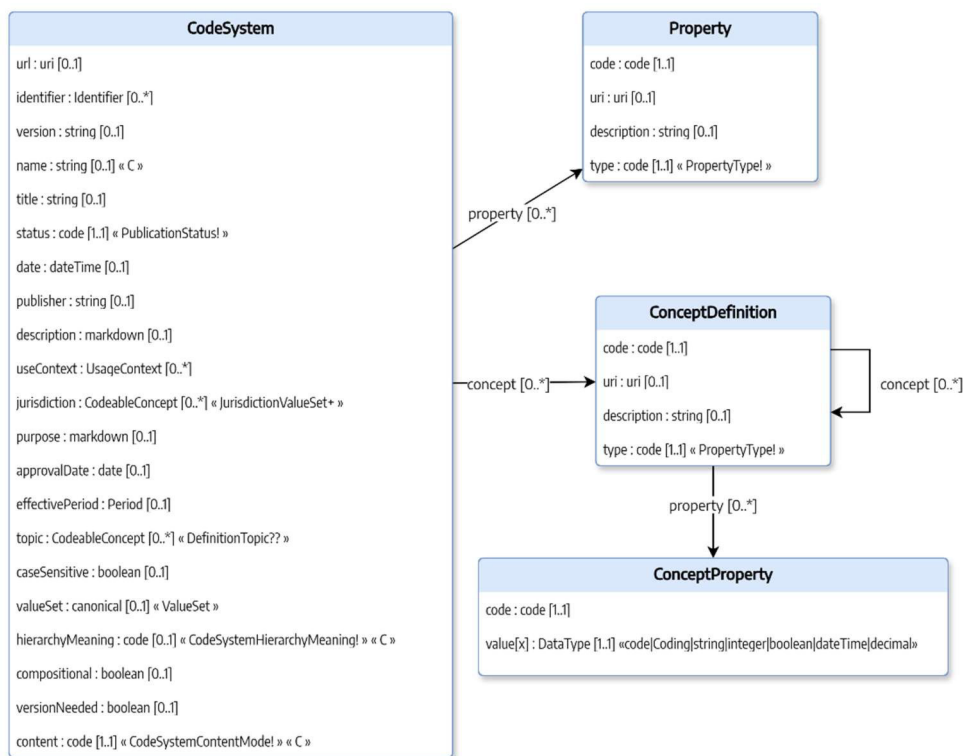 CodeSystem
url : uri [0..1]
identifier : Identifier [0..*]
version : string [0..1]
name : string [0..1] « C »
title : string [0..1]
status : code [1..1] « PublicationStatus! »
date : dateTime [0..1]
publisher : string [0..1]
description : markdown [0..1]
useContext : UsageContext [0..*]
jurisdiction : CodeableConcept [0..*] « JurisdictionValueSet+ »
purpose : markdown [0..1]
approvalDate : date [0..1]
effectivePeriod : Period [0..1]
topic : CodeableConcept [0..*] « DefinitionTopic?? »
caseSensitive : boolean [0..1]
valueSet : canonical [0..1] « ValueSet »
hierarchyMeaning : code [0..1] « CodeSystemHierarchyMeaning! » « C »
compositional : boolean [0..1]
versionNeeded : boolean [0..1]
content : code [1..1] « CodeSystemContentMode! » « C »
property [0..*]
Property
code : code [1..1]
uri : uri [0..1]
description : string [0..1]
type : code [1..1] « PropertyType! »
concept [0..*]
ConceptDefinition
code : code [1..1]
uri : uri [0..1]
description : string [0..1]
type : code [1..1] « PropertyType! »
concept [0..*]
property [0..*]
ConceptProperty
code : code [1..1]
value[x] : DataType [1..1] «code|Coding|string|integer|boolean|dateTime|decimal»